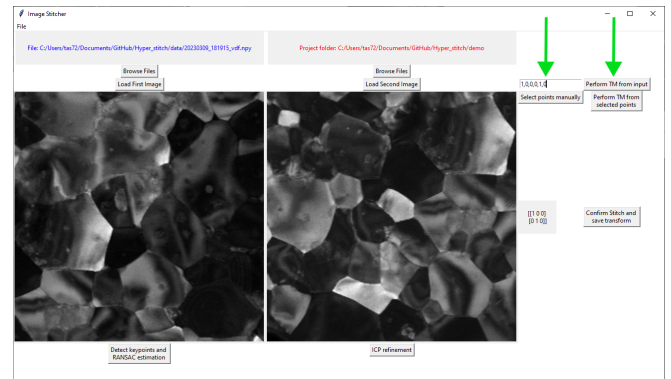 Image Stitcher
File
File: C:/Users/tas72/Documents/GitHub/Hyper_stitch/data/20230309_181915_vdf.npy
Project folder: C:/Users/tas72/Documents/GitHub/Hyper_stitch/demo
Browse Files
Browse Files
Load First Image
Load Second Image
1,0,0,0,1,0
Perform TM from input
Select points manually
Perform TM from
selected points
[[1 0 0]
[0 1 0]]
Confirm Stitch and
save transform
Detect keypoints and
RANSAC estimation
ICP refinement